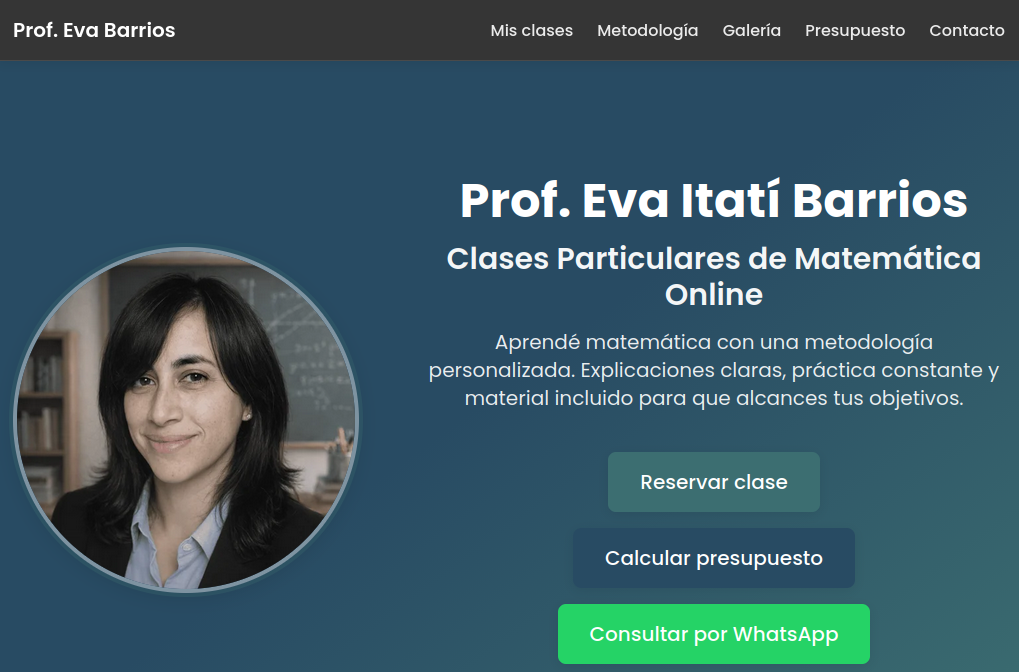 Prof. Eva Barrios
Mis clases
Metodología
Galería
Presupuesto
Contacto
Prof. Eva Itatí Barrios
Clases Particulares de Matemática
Online
Aprendé matemática con una metodología
personalizada. Explicaciones claras, práctica constante y
material incluido para que alcances tus objetivos.
Reservar clase
Calcular presupuesto
Consultar por WhatsApp